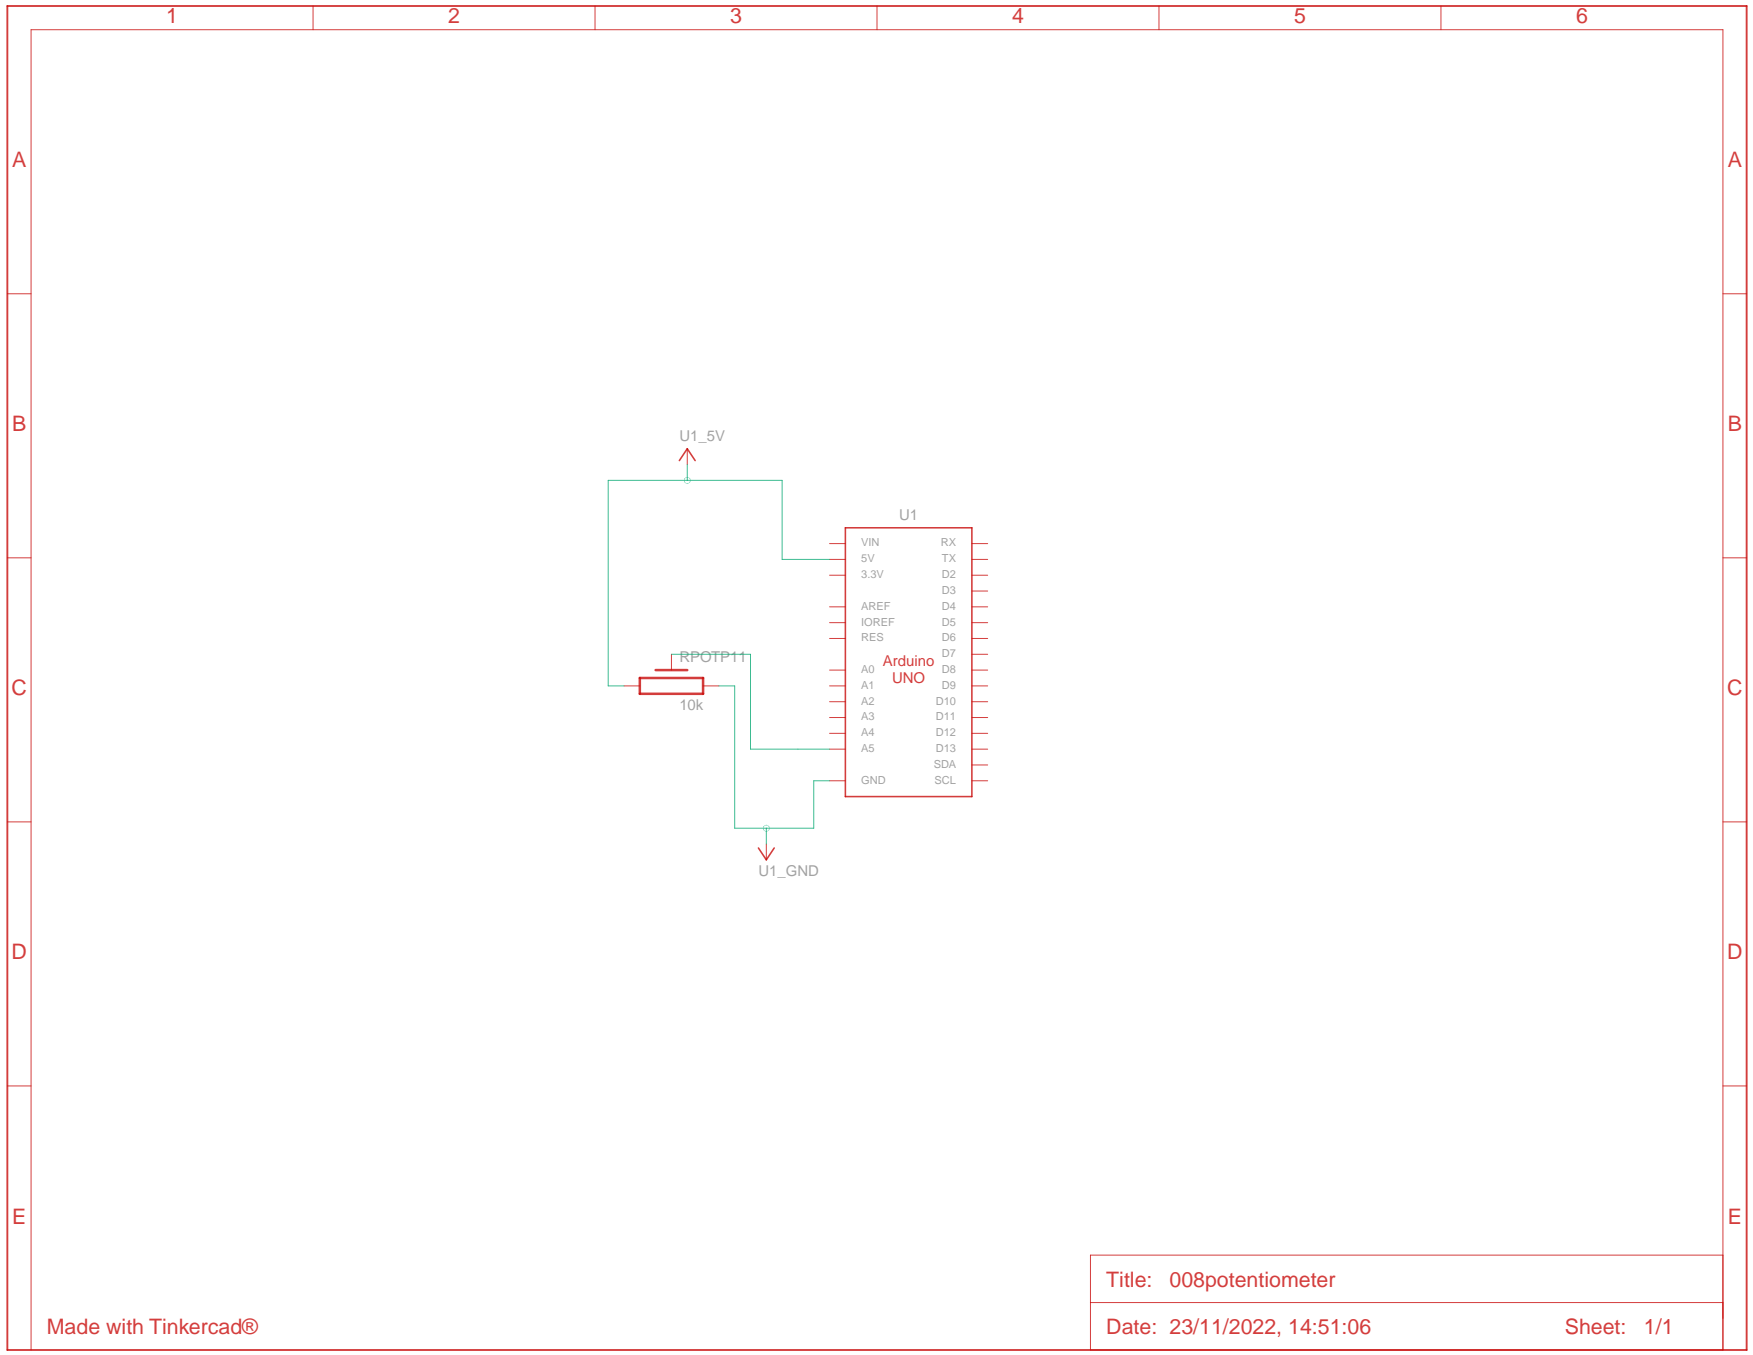 1 2 3 4 5 6
A A
B B
U1_5V
U1
VIN RX
5V TX
3.3V D2
D3
AREF D4
IOREF D5
RES D6
RPOTP11 D7
Arduino
A0 D8
UNO
C A1 D9 C
10k A2 D10
A3 D11
A4 D12
A5 D13
SDA
GND SCL
U1_GND
D D
E E
Title: 008potentiometer
Made with Tinkercad® Date: 23/11/2022, 14:51:06 Sheet: 1/1